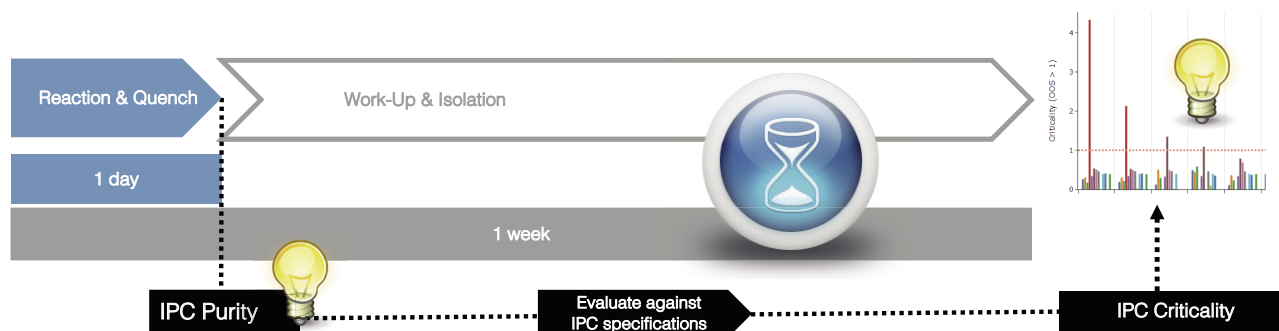 Reaction & Quench
Work-Up & Isolation
1 day
1 week
IPC Purity
Evaluate against
IPC specifications
IPC Criticality
Criticality (OOS > 1)
4
3
2
1
0